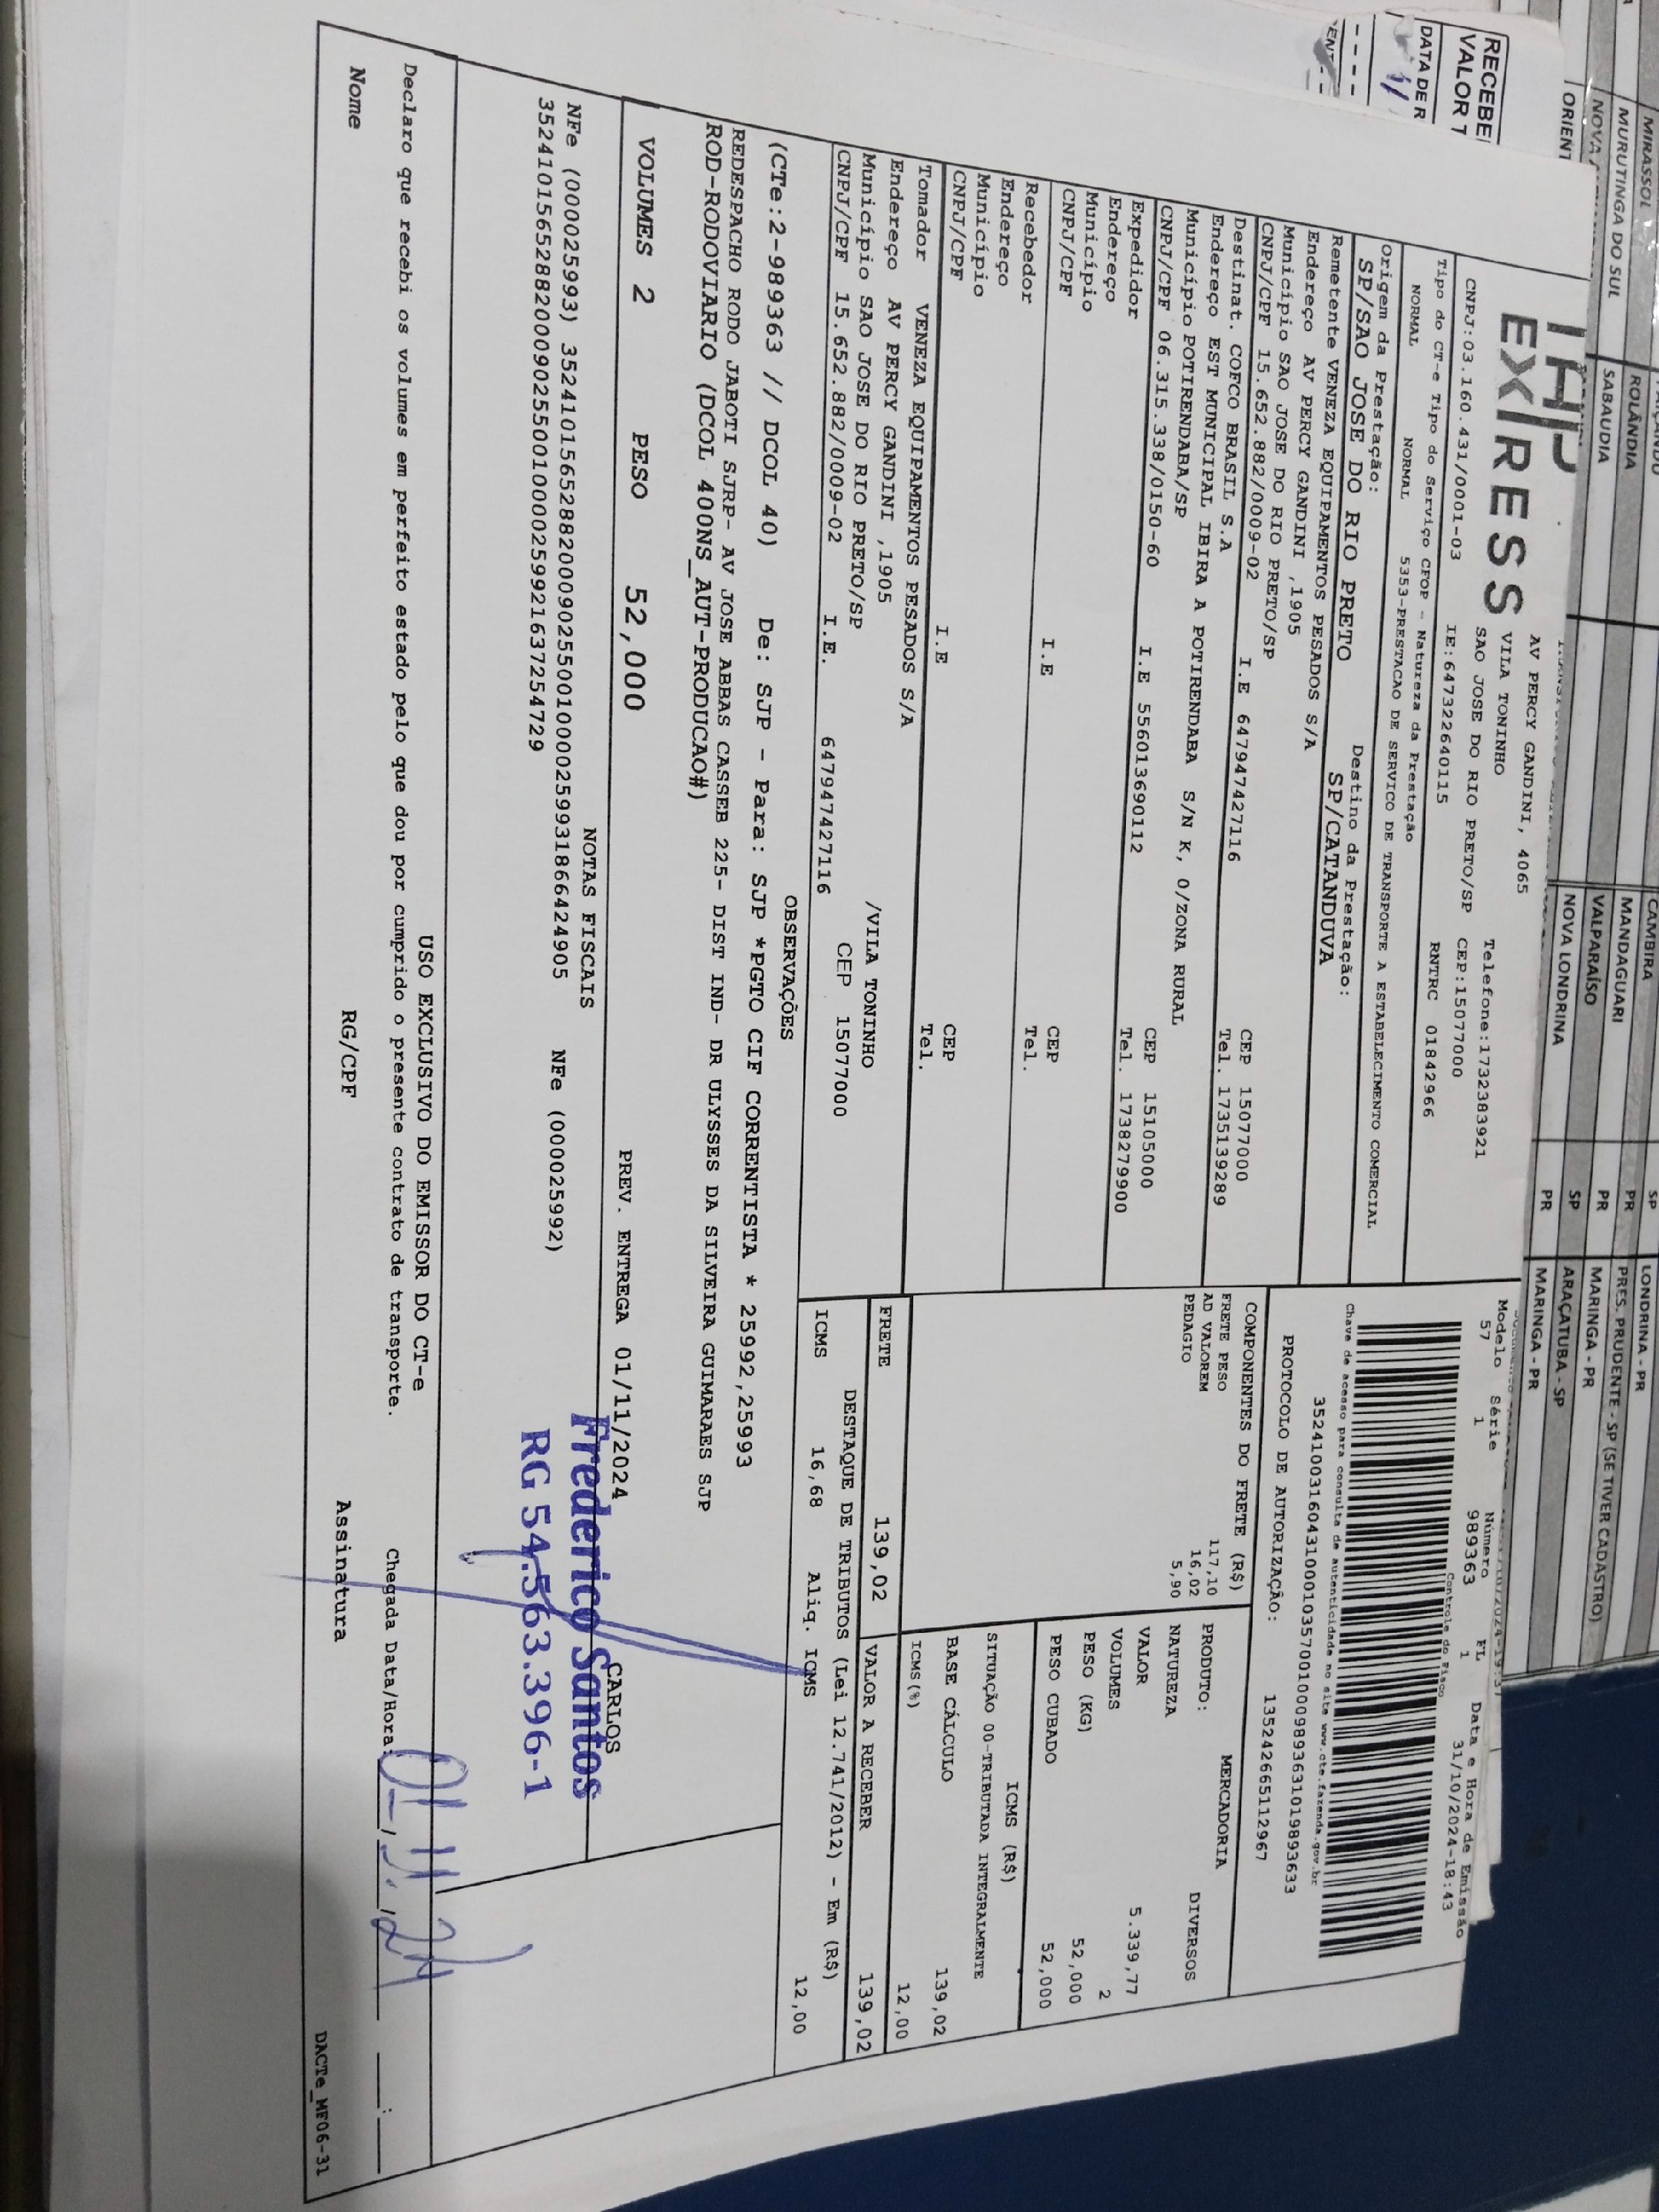 MIRASSOL
MURUTINGA DO SUL
ORIENT
ROLÂNDIA
SABAUDIA
CAMBIRA
MANDAGUARI
VALPARAÍSO
NOVA LONDRINA
SP
PR
PR
SP
PR
LONDRINA - PR
PRES. PRUDENTE - SP (SE TIVER CADASTRO)
MARINGA - PR
ARAÇATUBA - SP
MARINGA - PR
VALOR T
DATA DE R
EX/RESS
AV PERCY GANDINI, 4065
VILA TONINHO
SAO JOSE DO RIO PRETO/SP
Telefone:1732383921
CEP:15077000
CNPJ:03.160.431/0001-03
IE:647322640115
RNTRC 01842966
Modelo Série Número FL Data e Hora de Emissão
57 1 989363 1 31/10/2024-18:43
Controle do Fisco
Tipo do CT-e Tipo do Serviço CFOP - Natureza da Prestação
NORMAL NORMAL 5353-PRESTACAO DE SERVICO DE TRANSPORTE A ESTABELECIMENTO COMERCIAL
Chave de acesso para consulta de autenticidade no site www.cte.fazenda.gov.br
35241003160431000103570010009893631019893633
PROTOCOLO DE AUTORIZAÇÃO: 135242665112967
Origem da Prestação: Destino da Prestação:
SP/SAO JOSE DO RIO PRETO SP/CATANDUVA
Remetente VENEZA EQUIPAMENTOS PESADOS S/A
Endereço AV PERCY GANDINI ,1905
Município SAO JOSE DO RIO PRETO/SP CEP 15077000
CNPJ/CPF 15.652.882/0009-02 I.E 647947427116 Tel. 1735139289
Destinat. COFCO BRASIL S.A
Endereço EST MUNICIPAL IBIRA A POTIRENDABA S/N K, 0/ZONA RURAL
Município POTIRENDABA/SP CEP 15105000
CNPJ/CPF 06.315.338/0150-60 I.E 556013690112 Tel. 1738279900
Expedidor
Endereço
Município CEP
CNPJ/CPF I.E Tel.
Recebedor
Endereço
Município CEP
CNPJ/CPF I.E Tel.
Tomador VENEZA EQUIPAMENTOS PESADOS S/A
Endereço AV PERCY GANDINI ,1905 /VILA TONINHO
Município SAO JOSE DO RIO PRETO/SP CEP 15077000
CNPJ/CPF 15.652.882/0009-02 I.E. 647947427116
COMPONENTES DO FRETE (R$)
FRETE PESO 117,10
AD VALOREM 16,02
PEDAGIO 5,90
MERCADORIA
PRODUTO: DIVERSOS
NATUREZA
VALOR 5.339,77
VOLUMES 2
PESO (KG) 52,000
PESO CUBADO 52,000
ICMS (R$)
SITUAÇÃO 00-TRIBUTADA INTEGRALMENTE
BASE CÁLCULO 139,02
ICMS(%) 12,00
FRETE 139,02 VALOR A RECEBER 139,02
DESTAQUE DE TRIBUTOS (Lei 12.741/2012) - Em (R$)
ICMS 16,68 Aliq. ICMS 12,00
OBSERVAÇÕES
(CTe:2-989363 // DCOL 40) De: SJP - Para: SJP *PGTO CIF CORRENTISTA * 25992,25993
REDESPACHO RODO JABOTI SJRP- AV JOSE ABBAS CASSEB 225- DIST IND- DR ULYSSES DA SILVEIRA GUIMARAES SJP
ROD-RODOVIARIO (DCOL 400NS_AUT-PRODUCAO#)
VOLUMES 2 PESO 52,000 PREV. ENTREGA 01/11/2024 CARLOS
NOTAS FISCAIS
NFe (000025993) 35241015652882000902550010000259931866424905 NFe (000025992)
35241015652882000902550010000259921637254729
Frederico Santos
RG 54.563.396-1
USO EXCLUSIVO DO EMISSOR DO CT-e
Declaro que recebi os volumes em perfeito estado pelo que dou por cumprido o presente contrato de transporte. Chegada Data/Hora: 01/11/24 __:__
Nome RG/CPF Assinatura
DACTe_MF06-31